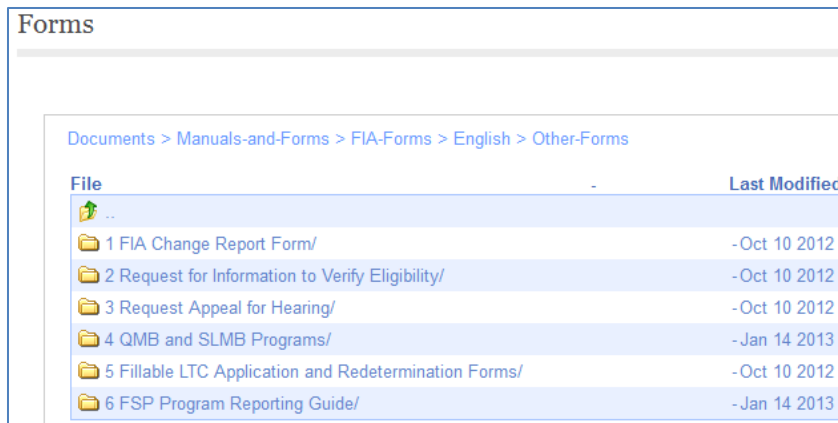 Forms
Documents > Manuals-and-Forms > FIA-Forms > English > Other-Forms
File - Last Modified
..
1 FIA Change Report Form/ - Oct 10 2012
2 Request for Information to Verify Eligibility/ - Oct 10 2012
3 Request Appeal for Hearing/ - Oct 10 2012
4 QMB and SLMB Programs/ - Jan 14 2013
5 Fillable LTC Application and Redetermination Forms/ - Oct 10 2012
6 FSP Program Reporting Guide/ - Jan 14 2013